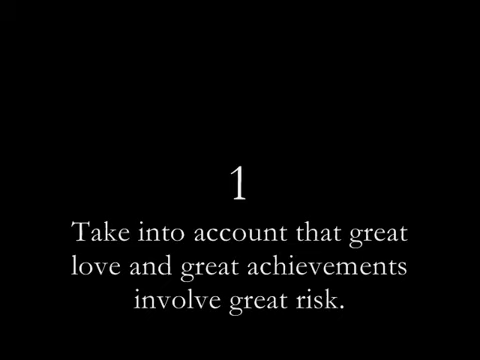 1
Take into account that great
love and great achievements
involve great risk.